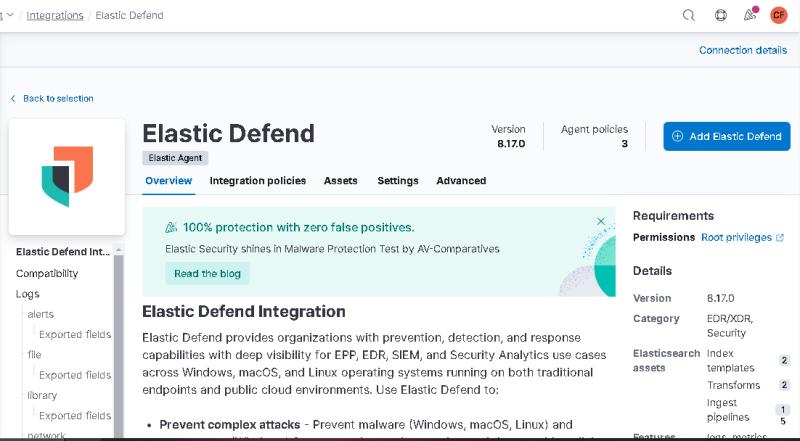 t / Integrations / Elastic Defend
CF
Connection details
Back to selection
Elastic Defend
Elastic Agent
Version
8.17.0
Agent policies
3
Add Elastic Defend
Overview Integration policies Assets Settings Advanced
Elastic Defend Int...
Compatibility
Logs
alerts
Exported fields
file
Exported fields
library
Exported fields
network
100% protection with zero false positives.
Elastic Security shines in Malware Protection Test by AV-Comparatives
Read the blog
Elastic Defend Integration
Elastic Defend provides organizations with prevention, detection, and response
capabilities with deep visibility for EPP, EDR, SIEM, and Security Analytics use cases
across Windows, macOS, and Linux operating systems running on both traditional
endpoints and public cloud environments. Use Elastic Defend to:
• Prevent complex attacks - Prevent malware (Windows, macOS, Linux) and
Requirements
Permissions Root privileges
Details
Version 8.17.0
Category EDR/XDR,
Security
Elasticsearch Index 2
assets templates
Transforms 2
Ingest 1
pipelines 5
Features logs, metrics